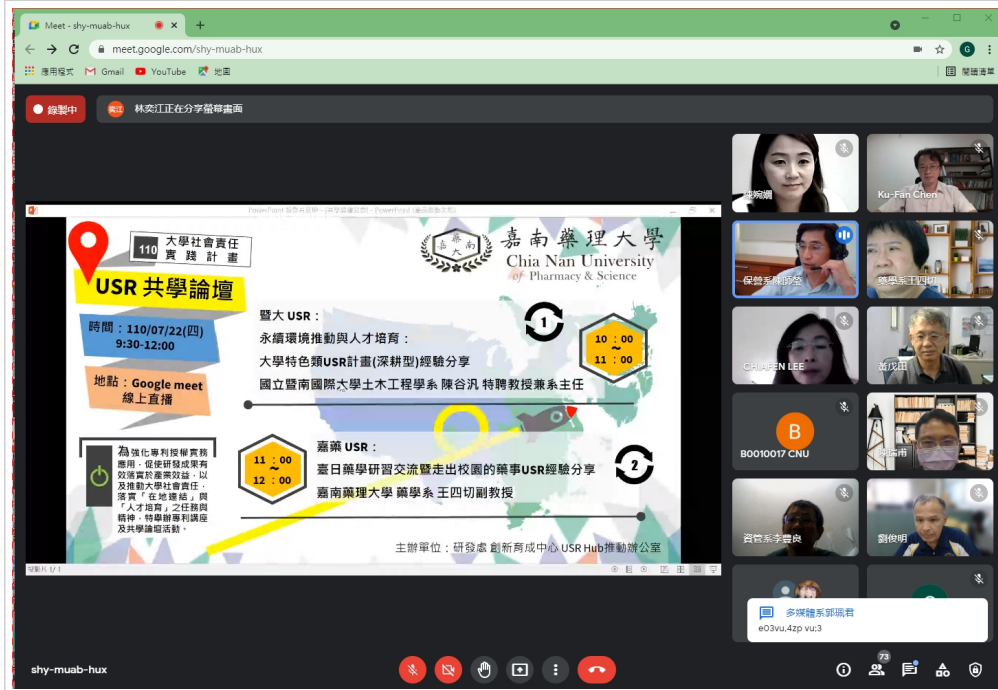 Meet - shy-muab-hux
meet.google.com/shy-muab-hux
G
應用程式 Gmail YouTube 地圖
閱讀清單
錄製中
奕江 林奕江正在分享螢幕畫面
110 大學社會責任
實踐計畫
USR 共學論壇
時間：110/07/22(四)
9:30-12:00
地點：Google meet
線上直播
為強化專利授權實務
應用，促使研發成果有
效落實於產業效益，以
及推動大學社會責任，
落實「在地連結」與
「人才培育」之任務與
精神，特舉辦專利講座
及共學論壇活動。
嘉南藥理大學
Chia Nan University
of Pharmacy & Science
暨大 USR：
永續環境推動與人才培育：
大學特色類USR計畫(深耕型)經驗分享
國立暨南國際大學土木工程學系 陳谷汎 特聘教授兼系主任
1
10：00
~
11：00
11：00
~
12：00
嘉藥 USR：
臺日藥學研習交流暨走出校園的藥事USR經驗分享
嘉南藥理大學 藥學系 王四切副教授
2
主辦單位：研發處 創新育成中心 USR Hub推動辦公室
陳婉嫻
Ku-Fan Chen
保營系陳師瑩
藥學系王四切
CHIAFEN LEE
黃戊田
B
B0010017 CNU
陳瑞甫
資管系李豐良
劉俊明
多媒體系郭珮君
e03vu,4zp vu;3
shy-muab-hux
73